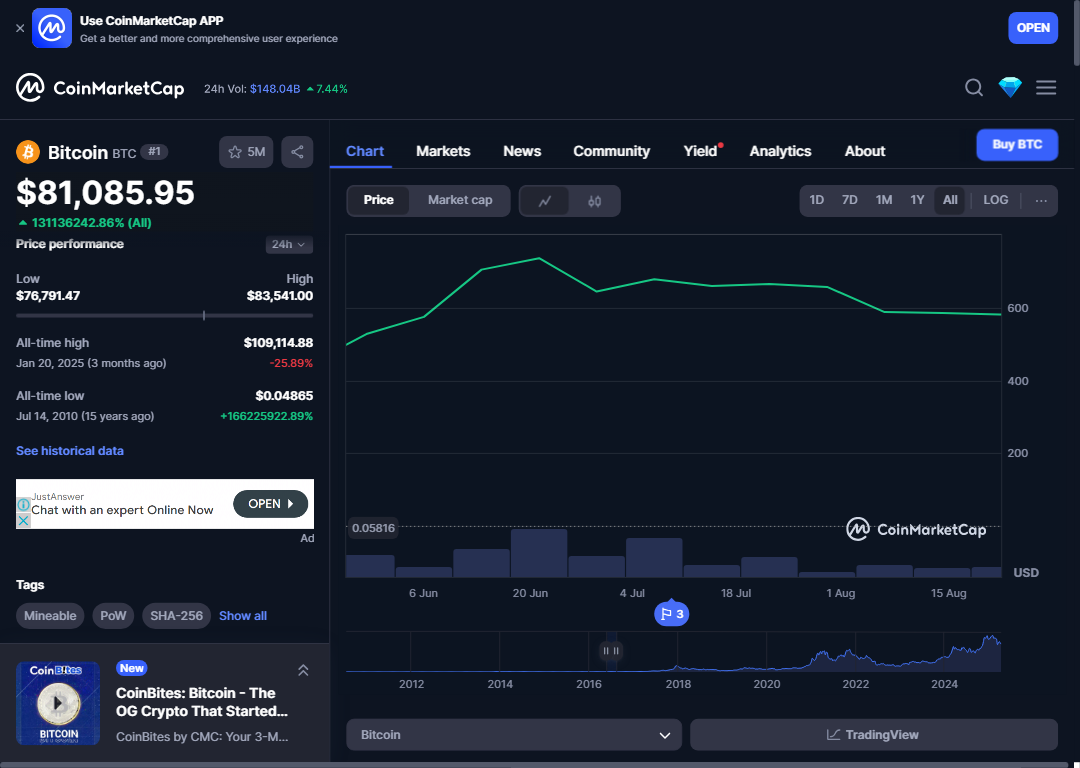 Use CoinMarketCap APP
Get a better and more comprehensive user experience
OPEN
CoinMarketCap
24h Vol: $148.04B 7.44%
Bitcoin BTC #1
5M
$81,085.95
131136242.86% (All)
Price performance
24h
Low
High
$76,791.47
$83,541.00
All-time high
$109,114.88
Jan 20, 2025 (3 months ago)
-25.89%
All-time low
$0.04865
Jul 14, 2010 (15 years ago)
+166225922.89%
See historical data
JustAnswer
Chat with an expert Online Now
OPEN
Ad
Tags
Mineable
PoW
SHA-256
Show all
CoinBites
BITCOIN
New
CoinBites: Bitcoin - The
OG Crypto That Started...
CoinBites by CMC: Your 3-M...
Chart
Markets
News
Community
Yield
Analytics
About
Buy BTC
Price
Market cap
1D
7D
1M
1Y
All
LOG
...
600
400
200
0.05816
CoinMarketCap
USD
6 Jun
20 Jun
4 Jul
18 Jul
1 Aug
15 Aug
3
2012
2014
2016
2018
2020
2022
2024
Bitcoin
TradingView